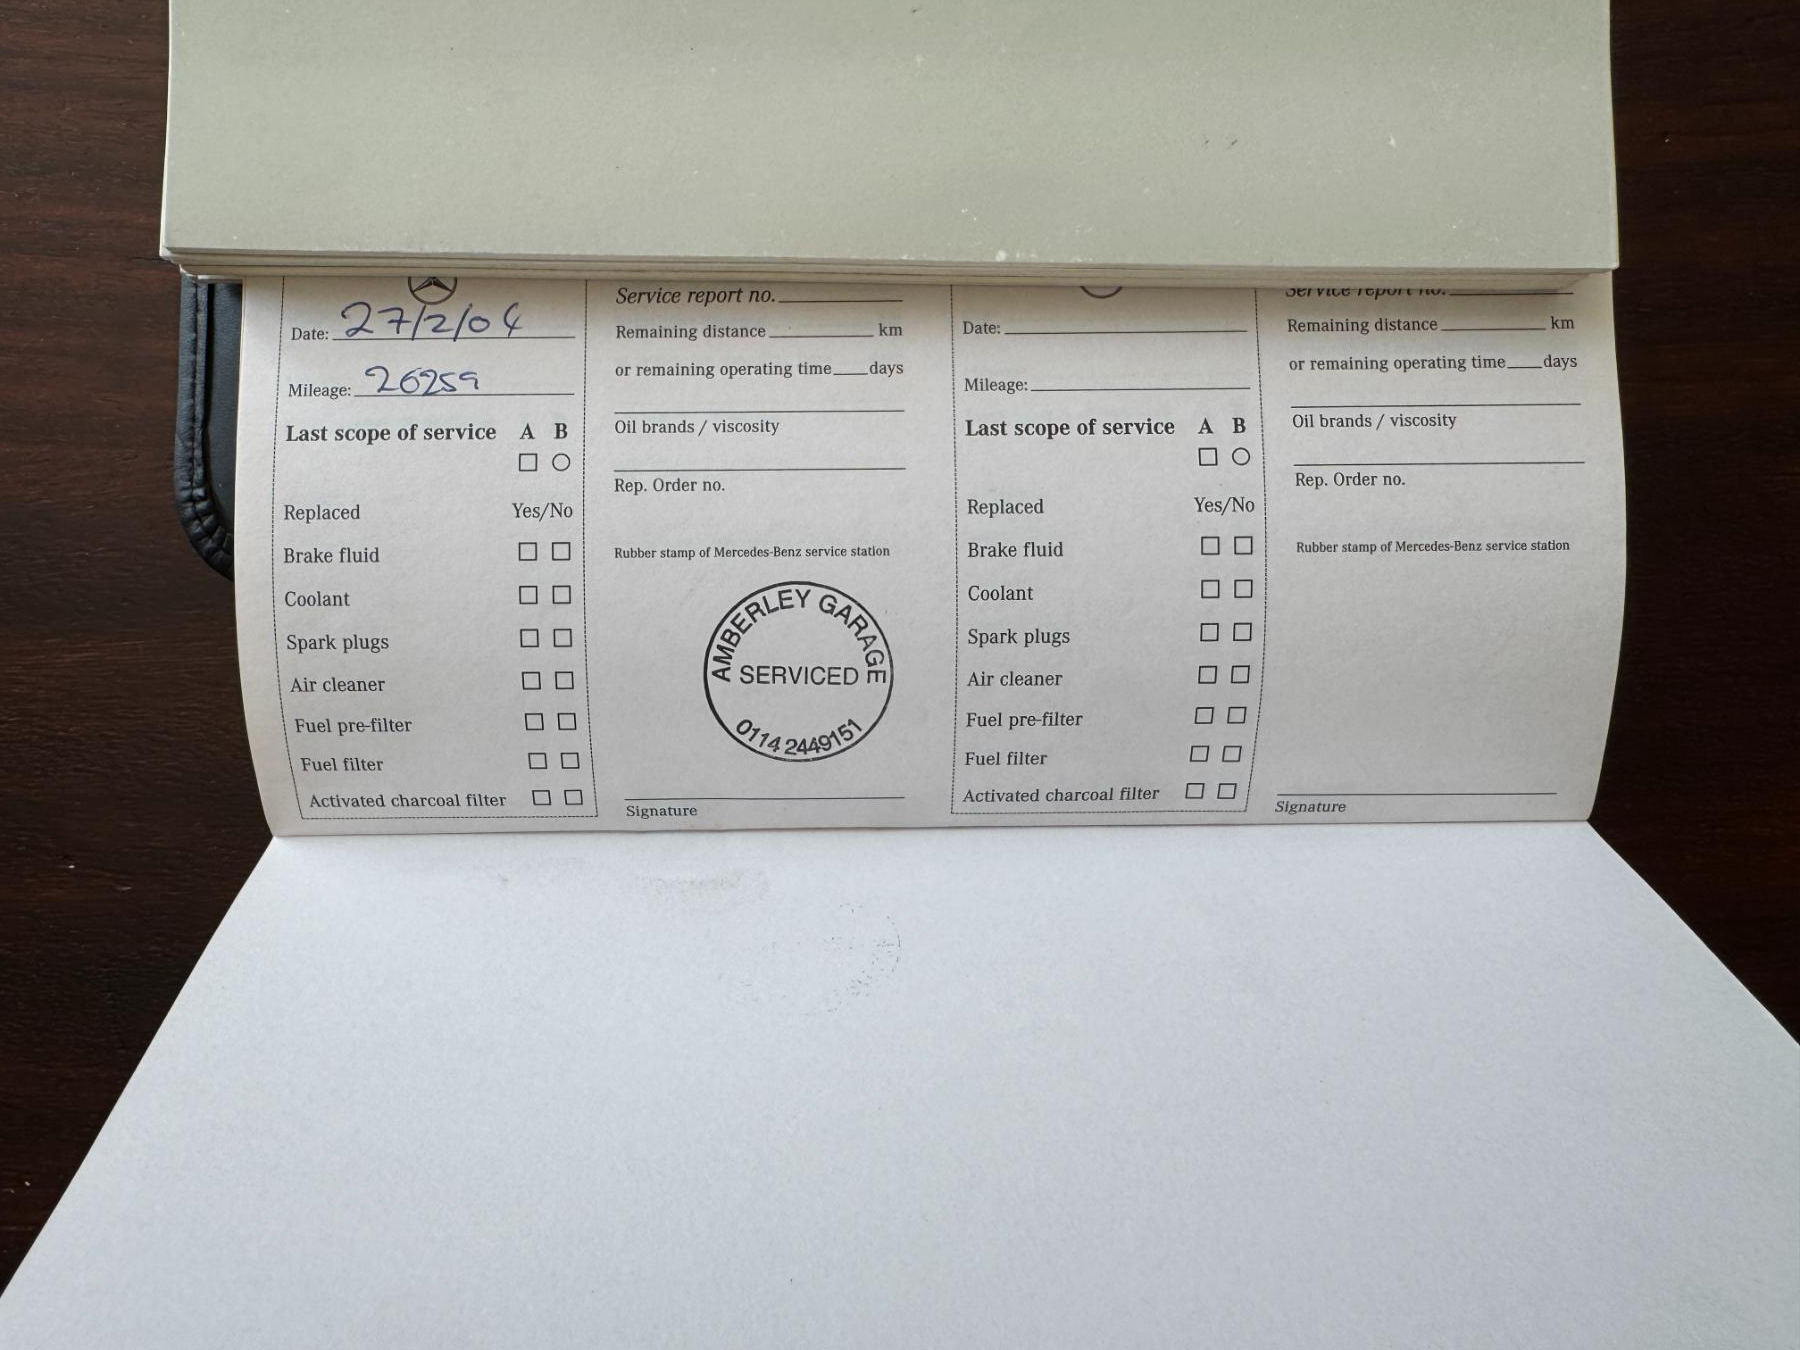 Date: 27/2/04
Mileage: 26259
Last scope of service A B
Replaced Yes/No
Brake fluid
Coolant
Spark plugs
Air cleaner
Fuel pre-filter
Fuel filter
Activated charcoal filter
Service report no.
Remaining distance km
or remaining operating time days
Oil brands / viscosity
Rep. Order no.
Rubber stamp of Mercedes-Benz service station
AMBERLEY GARAGE
SERVICED
0114 2449151
Signature
Date:
Mileage:
Last scope of service A B
Replaced Yes/No
Brake fluid
Coolant
Spark plugs
Air cleaner
Fuel pre-filter
Fuel filter
Activated charcoal filter
Service report no.
Remaining distance km
or remaining operating time days
Oil brands / viscosity
Rep. Order no.
Rubber stamp of Mercedes-Benz service station
Signature